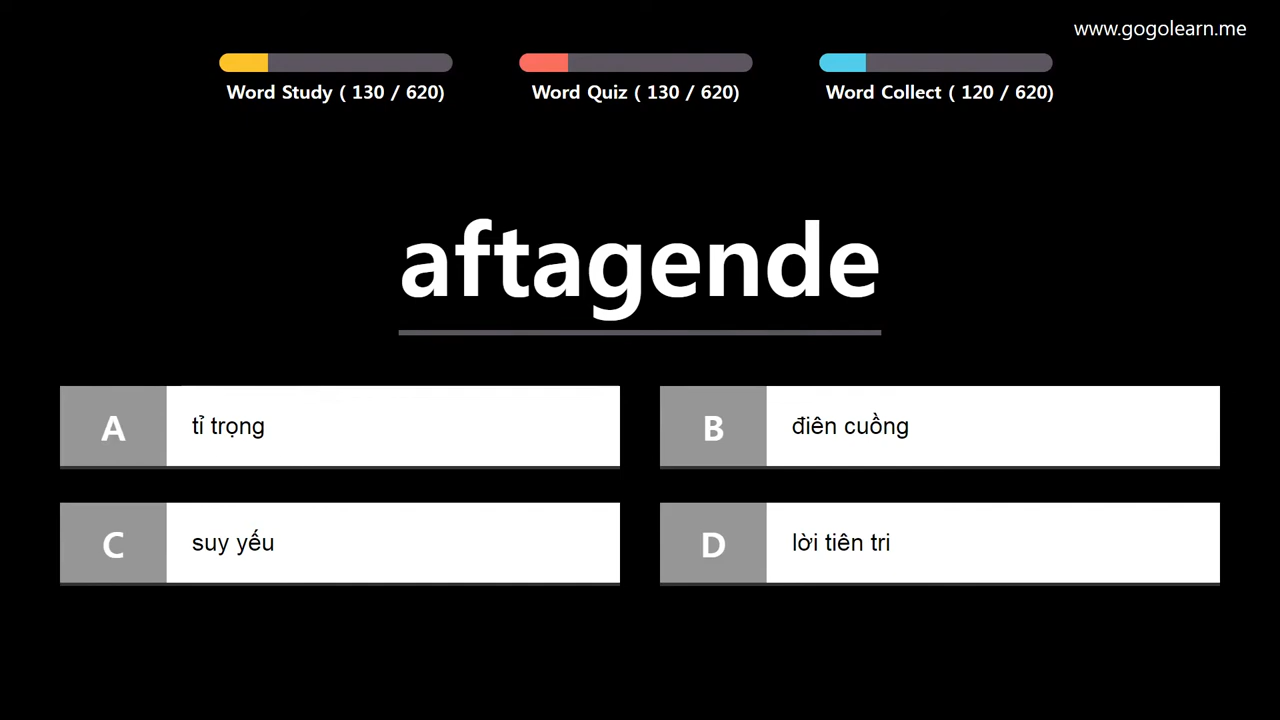 www.gogolearn.me
Word Study ( 130 / 620)
Word Quiz ( 130 / 620)
Word Collect ( 120 / 620)
aftagende
A tỉ trọng
B điên cuồng
C suy yếu
D lời tiên tri